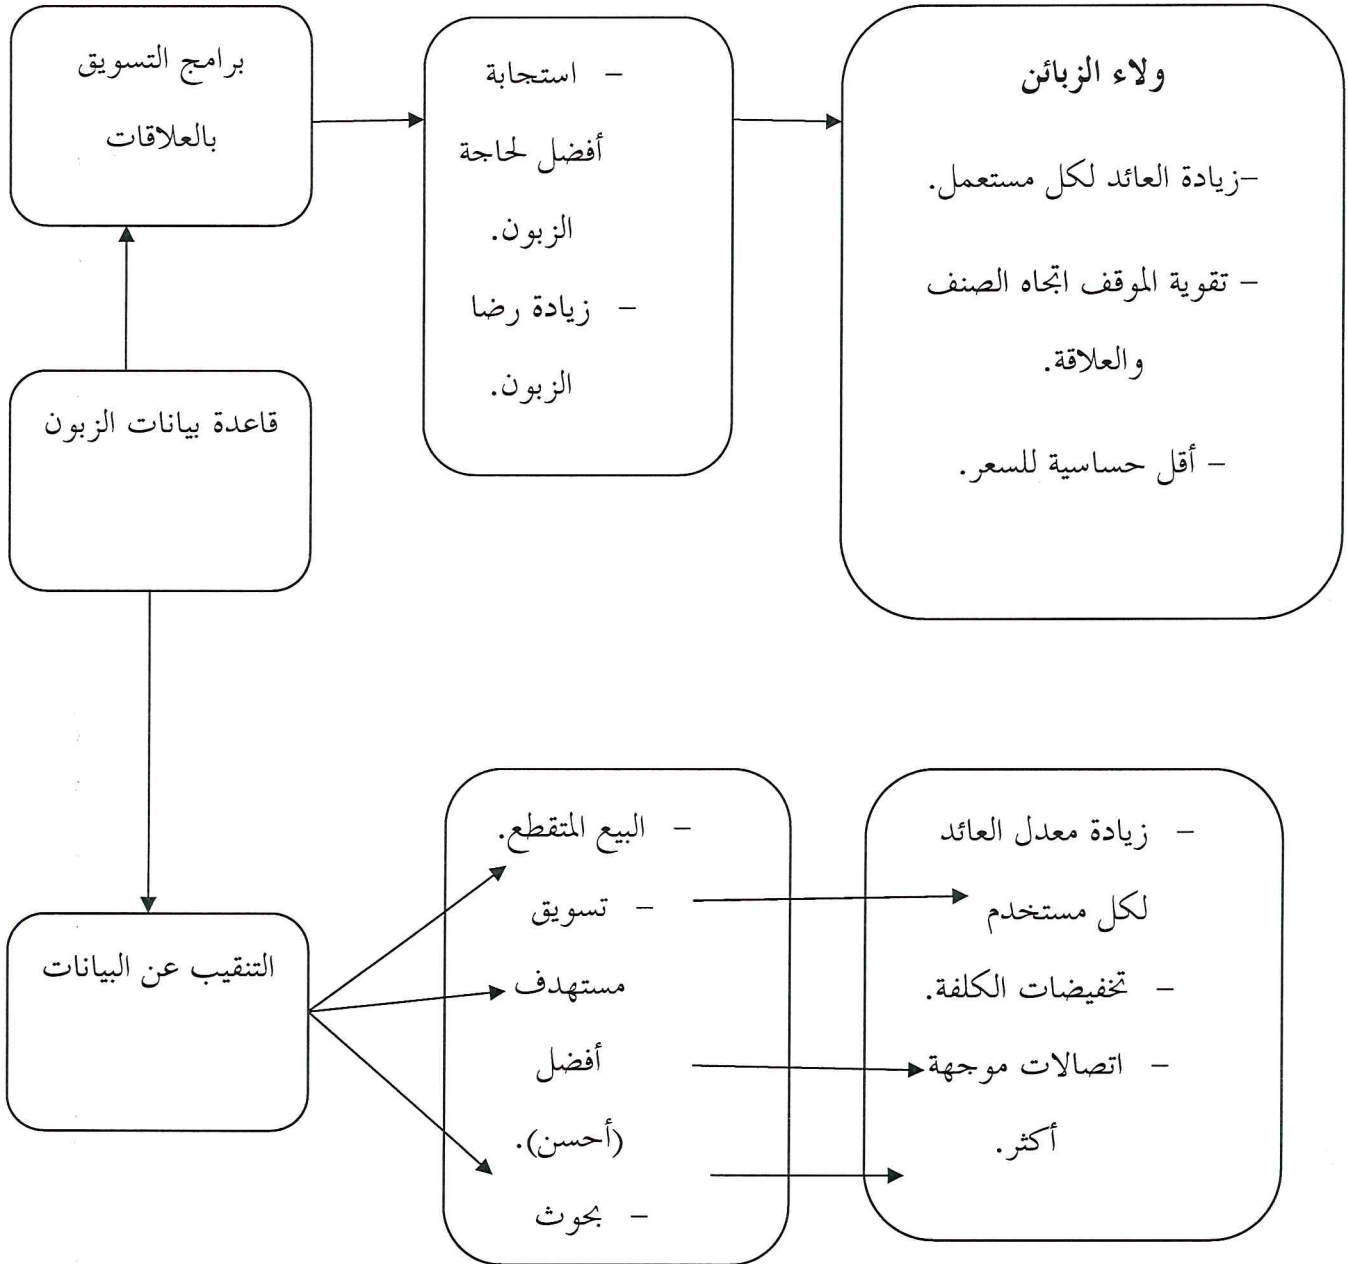 برامج التسويق
بالعلاقات
– استجابة
أفضل لحاجة
الزبون.
– زيادة رضا
الزبون.
ولاء الزبائن
–زيادة العائد لكل مستعمل.
– تقوية الموقف اتجاه الصنف
والعلاقة.
– أقل حساسية للسعر.
قاعدة بيانات الزبون
التنقيب عن البيانات
– البيع المتقطع.
– تسويق
مستهدف
أفضل
(أحسن).
– بحوث
– زيادة معدل العائد
لكل مستخدم
– تخفيضات الكلفة.
– اتصالات موجهة
أكثر.